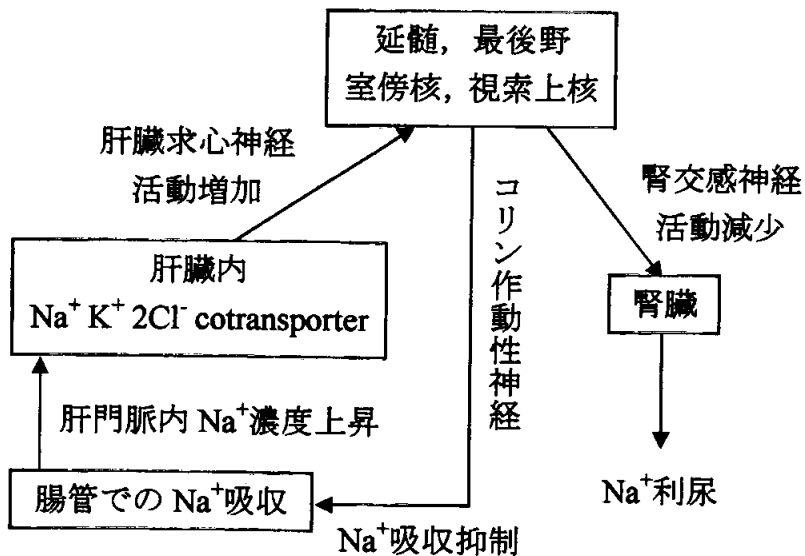 延髄, 最後野
室傍核, 視索上核
肝臓求心神経
活動増加
コリン作動性神経
腎交感神経
活動減少
肝臓内
Na⁺ K⁺ 2Cl⁻ cotransporter
腎臓
肝門脈内 Na⁺濃度上昇
腸管での Na⁺吸収
Na⁺利尿
Na⁺吸収抑制